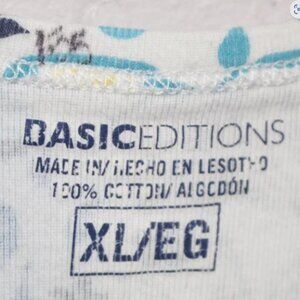 BASICEDITIONS
MADE IN/HECHO EN LESOTHO
100% COTTON/ALGODÓN
XL/EG